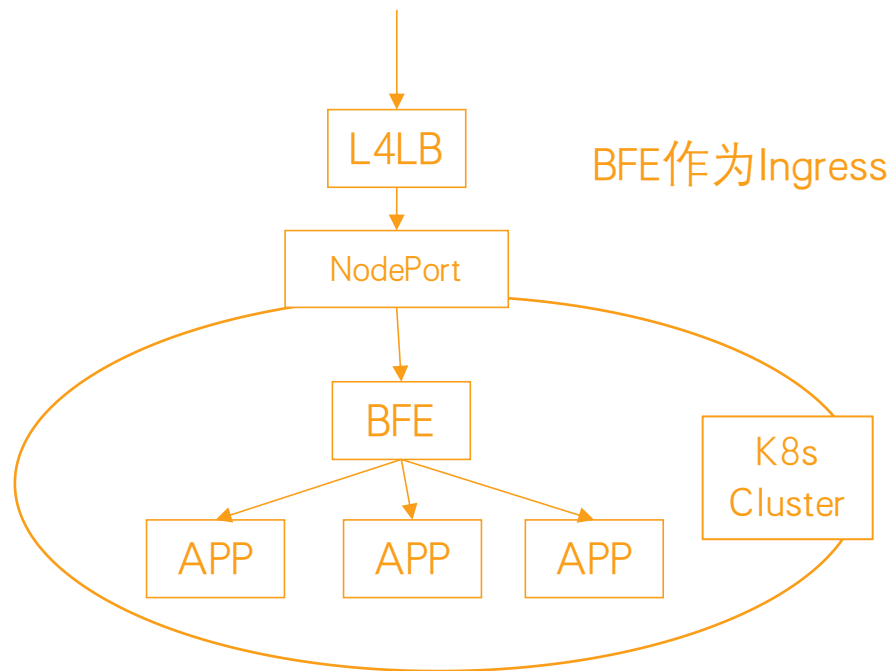 L4LB
BFE作为Ingress
NodePort
BFE
K8s
Cluster
APP
APP
APP